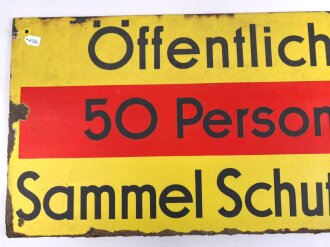 Öffentlich
50 Person
Sammel Schut